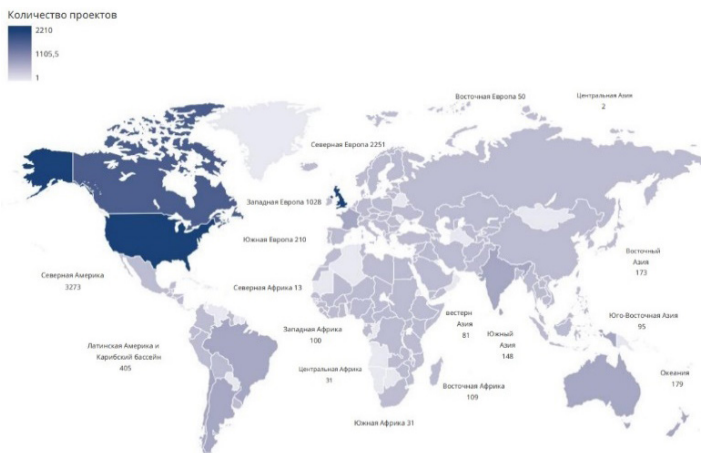 Количество проектов
2210
1105,5
1
Восточная Европа 50
Центральная Азия
2
Северная Европа 2251
Западная Европа 1028
Южная Европа 210
Восточный
Азия
173
Северная Америка
3273
Северная Африка 13
вестерн
Азия
81
Юго-Восточная Азия
95
Западная Африка
100
Южный
Азия
148
Латинская Америка и
Карибский бассейн
405
Центральная Африка
31
Океания
179
Восточная Африка
109
Южная Африка 31